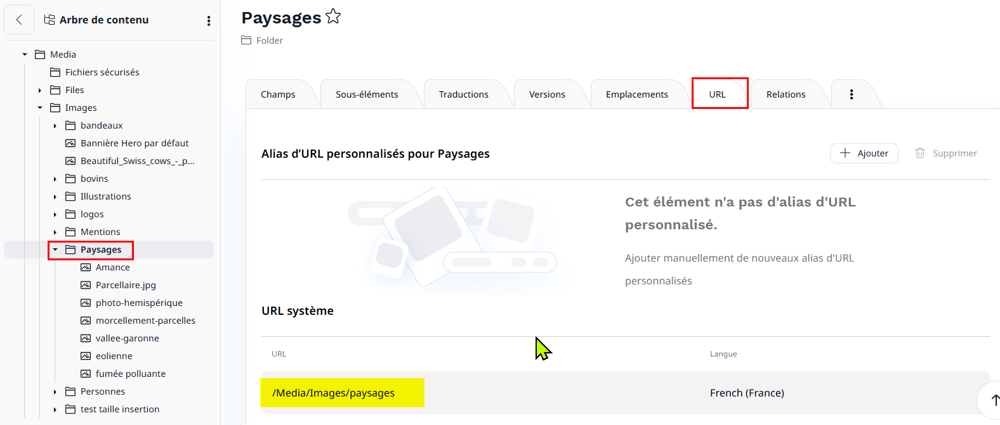 Arbre de contenu
Media
Fichiers sécurisés
Files
Images
bandeaux
Bannière Hero par défaut
Beautiful_Swiss_cows_-_p...
bovins
Illustrations
logos
Mentions
Paysages
Amance
Parcellaire.jpg
photo-hemispérique
morcellement-parcelles
vallee-garonne
eolienne
fumée polluante
Personnes
test taille insertion
Paysages
Folder
Champs Sous-éléments Traductions Versions Emplacements URL Relations
Alias d’URL personnalisés pour Paysages
Ajouter Supprimer
Cet élément n'a pas d'alias d'URL
personnalisé.
Ajouter manuellement de nouveaux alias d'URL
personnalisés
URL système
URL Langue
/Media/Images/paysages French (France)